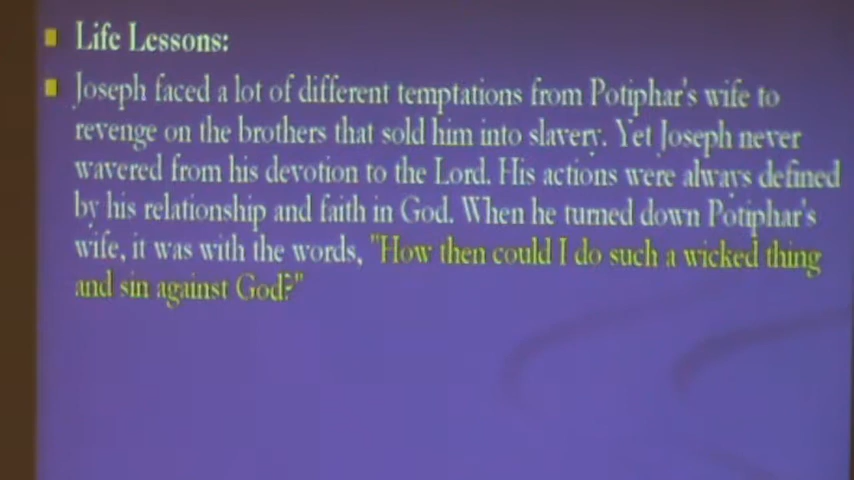 Life Lessons:
Joseph faced a lot of different temptations from Potiphar's wife to
revenge on the brothers that sold him into slavery. Yet Joseph never
wavered from his devotion to the Lord. His actions were always defined
by his relationship and faith in God. When he turned down Potiphar's
wife, it was with the words, "How then could I do such a wicked thing
and sin against God?"